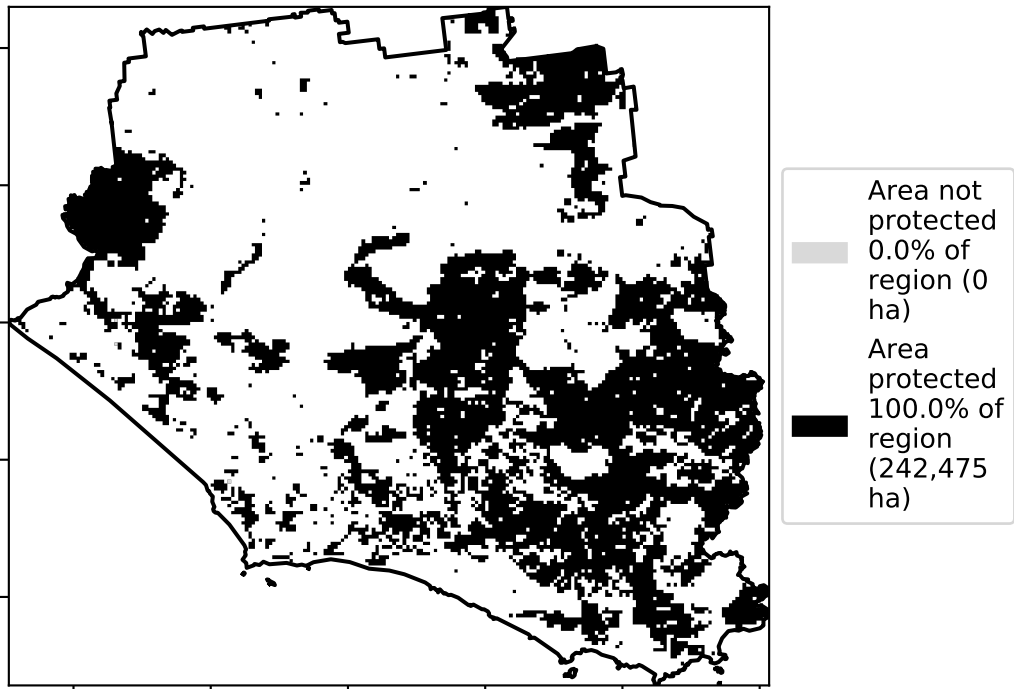 Area not
protected
0.0% of
region (0
ha)
Area
protected
100.0% of
region
(242,475
ha)